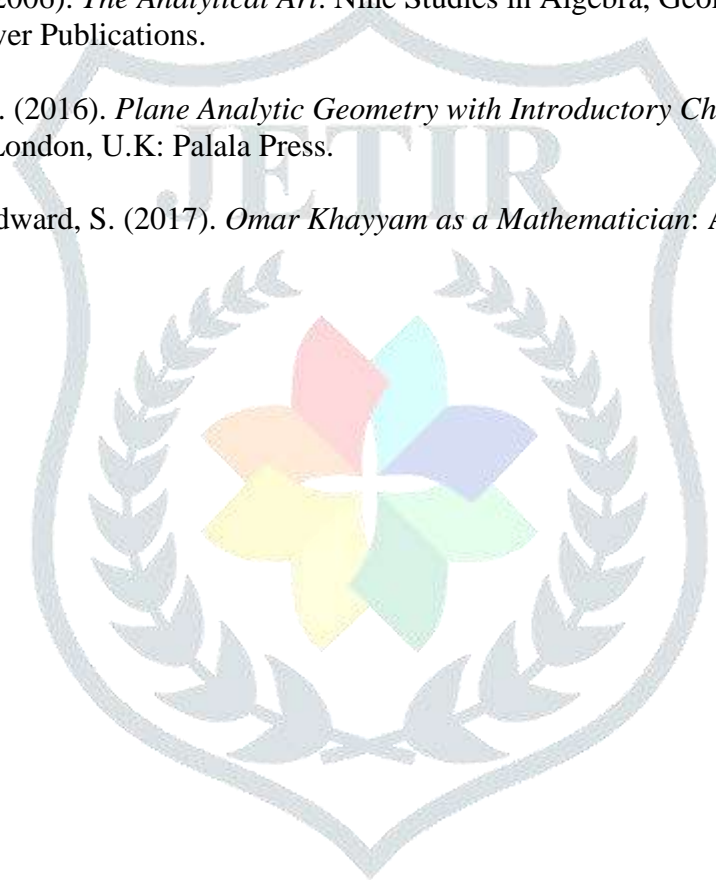 2006). The Analytical Art: Nine Studies in Algebra, Geo
ver Publications.
. (2016). Plane Analytic Geometry with Introductory Ch
London, U.K: Palala Press.
dward, S. (2017). Omar Khayyam as a Mathematician: A
JETIR